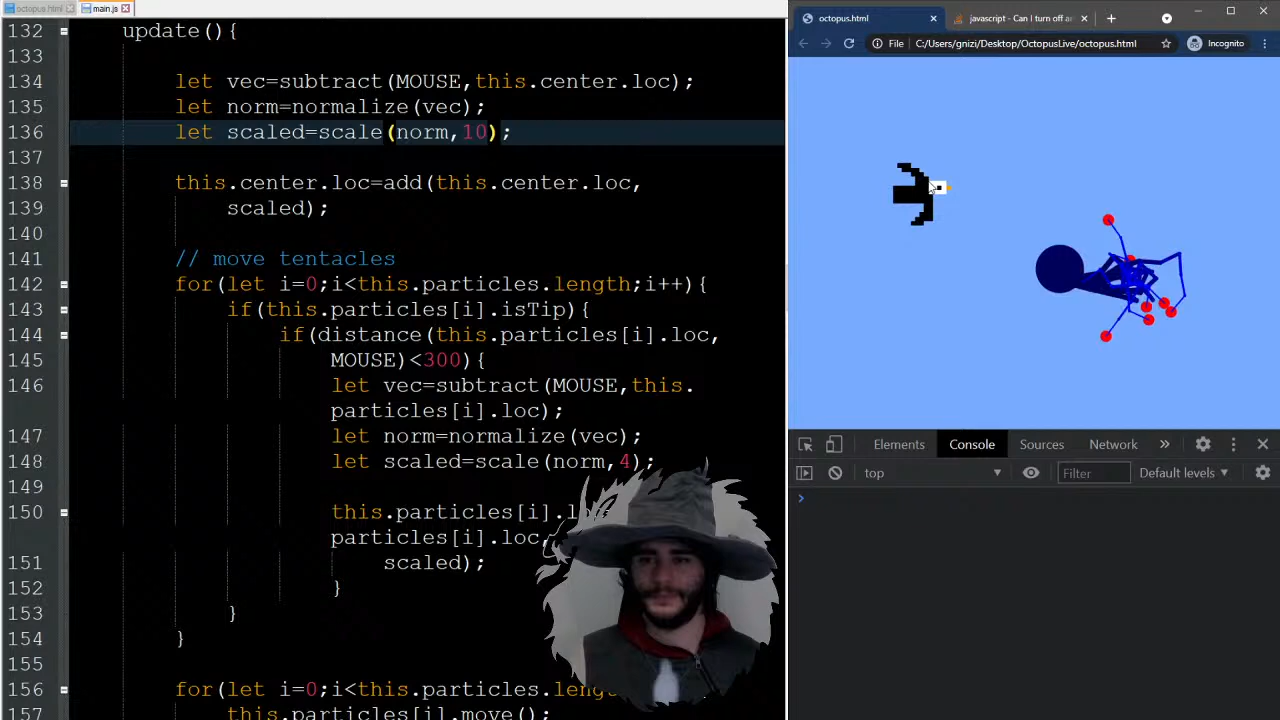 octopus.html
main.js
132 update(){
133
134 let vec=subtract(MOUSE,this.center.loc);
135 let norm=normalize(vec);
136 let scaled=scale(norm,10);
137
138 this.center.loc=add(this.center.loc,
139 scaled);
140
141 // move tentacles
142 for(let i=0;i<this.particles.length;i++){
143 if(this.particles[i].isTip){
144 if(distance(this.particles[i].loc,
145 MOUSE)<300){
146 let vec=subtract(MOUSE,this.
particles[i].loc);
147 let norm=normalize(vec);
148 let scaled=scale(norm,4);
149
150 this.particles[i].
particles[i].loc,
151 scaled);
152 }
153 }
154 }
155
156 for(let i=0;i<this.particles.
157 this.particles[i].move();
octopus.html
javascript - Can I turn off an
File C:/Users/gnizi/Desktop/OctopusLive/octopus.html
Incognito
Elements Console Sources Network
top Filter Default levels